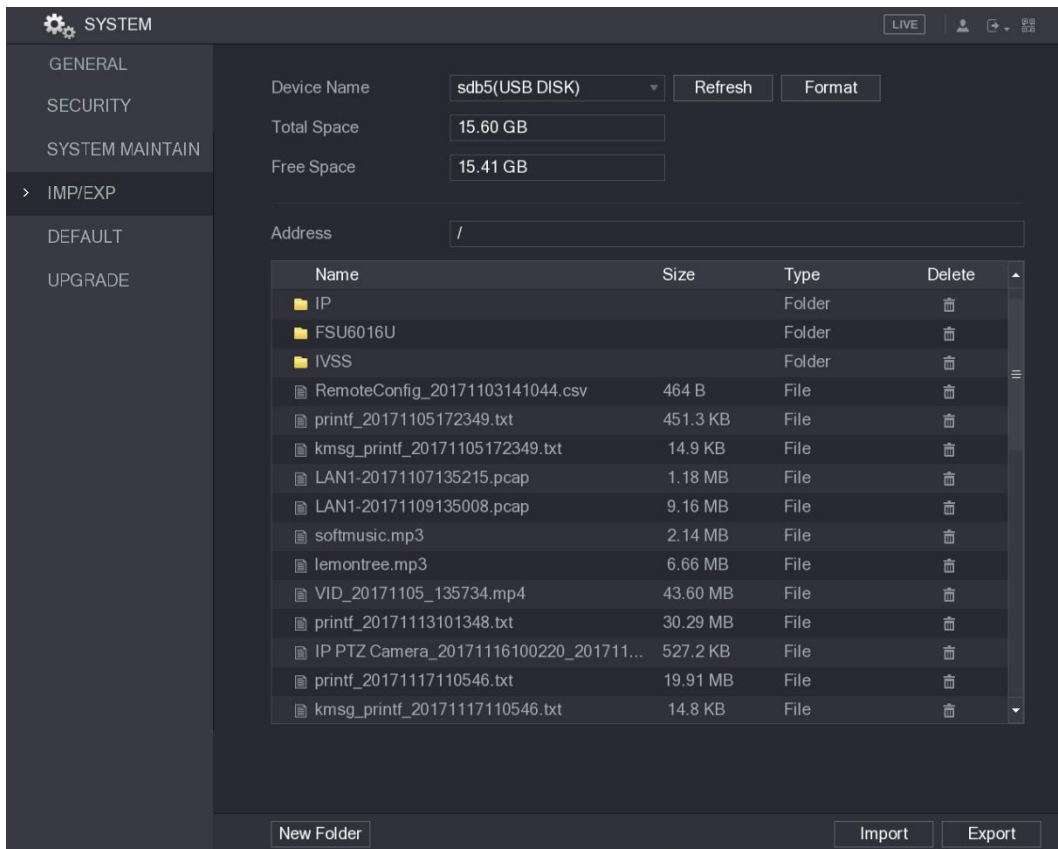 SYSTEM
LIVE
GENERAL
SECURITY
SYSTEM MAINTAIN
IMP/EXP
DEFAULT
UPGRADE
Device Name sdb5(USB DISK) Refresh Format
Total Space 15.60 GB
Free Space 15.41 GB
Address /
Name Size Type Delete
IP Folder
FSU6016U Folder
IVSS Folder
RemoteConfig_20171103141044.csv 464 B File
printf_20171105172349.txt 451.3 KB File
kmsg_printf_20171105172349.txt 14.9 KB File
LAN1-20171107135215.pcap 1.18 MB File
LAN1-20171109135008.pcap 9.16 MB File
softmusic.mp3 2.14 MB File
lemontree.mp3 6.66 MB File
VID_20171105_135734.mp4 43.60 MB File
printf_20171113101348.txt 30.29 MB File
IP PTZ Camera_20171116100220_201711... 527.2 KB File
printf_20171117110546.txt 19.91 MB File
kmsg_printf_20171117110546.txt 14.8 KB File
New Folder Import Export